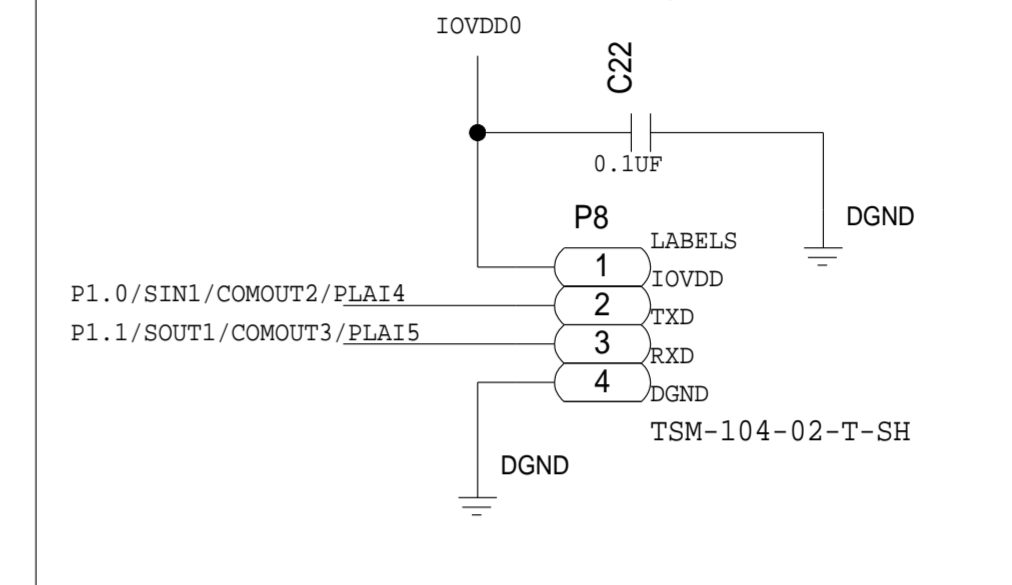 IOVDD0
C22
0.1UF
DGND
P8
LABELS
1
IOVDD
P1.0/SIN1/COMOUT2/PLAI4
2
TXD
P1.1/SOUT1/COMOUT3/PLAI5
3
RXD
4
DGND
TSM-104-02-T-SH
DGND